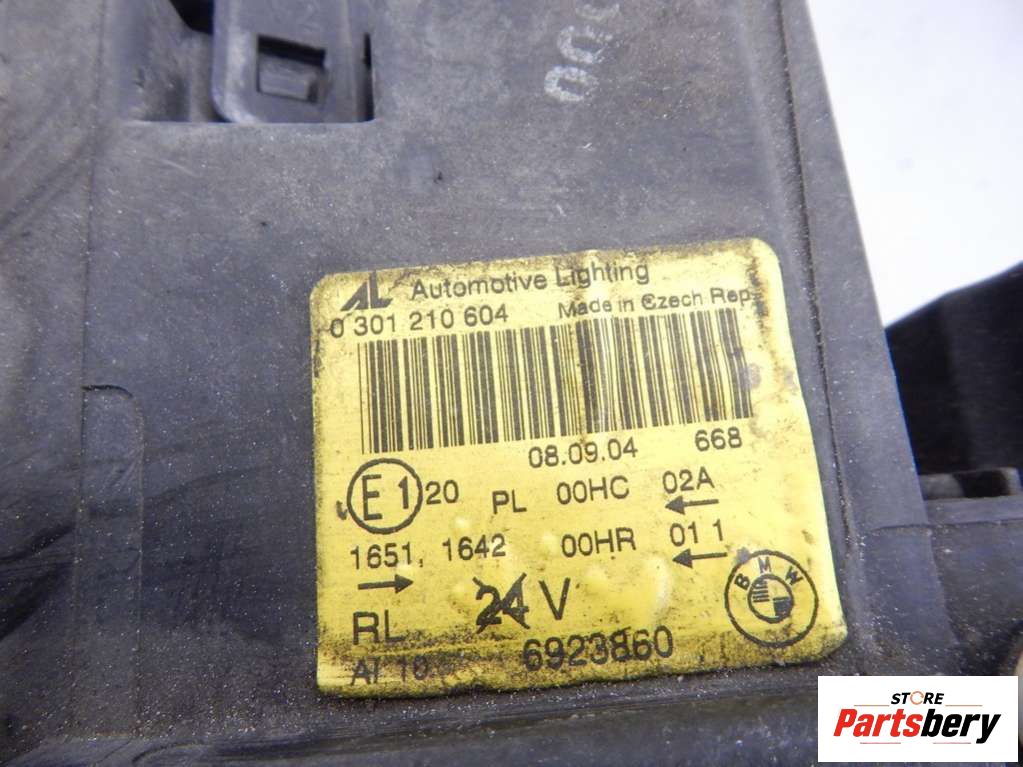 AL Automotive Lighting
0 301 210 604 Made in Czech Rep
08.09.04 668
E1 20 PL 00HC 02A
1651, 1642 00HR 01 1
RL 24 V
BMW
6923860
STORE
Partsbery